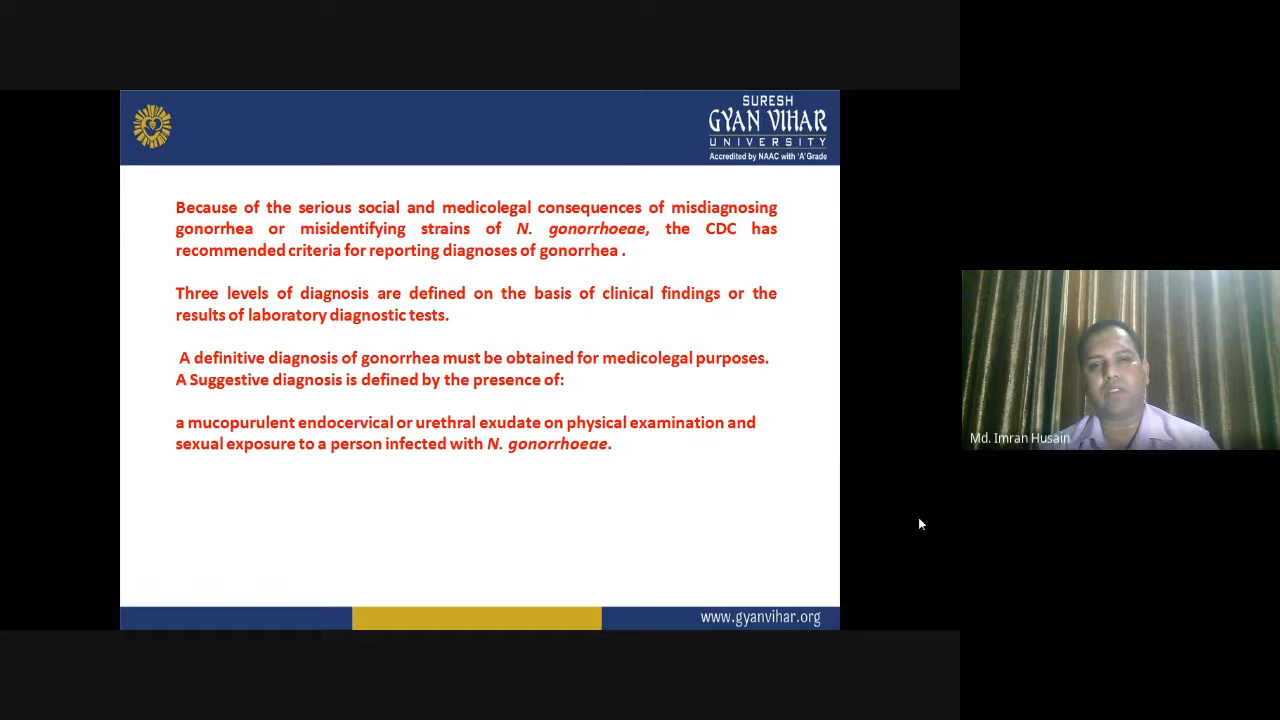 SURESH
GYAN VIHAR
UNIVERSITY
Accredited by NAAC with 'A' Grade
Because of the serious social and medicolegal consequences of misdiagnosing
gonorrhea or misidentifying strains of N. gonorrhoeae, the CDC has
recommended criteria for reporting diagnoses of gonorrhea .
Three levels of diagnosis are defined on the basis of clinical findings or the
results of laboratory diagnostic tests.
A definitive diagnosis of gonorrhea must be obtained for medicolegal purposes.
A Suggestive diagnosis is defined by the presence of:
a mucopurulent endocervical or urethral exudate on physical examination and
sexual exposure to a person infected with N. gonorrhoeae.
www.gyanvihar.org
Md. Imran Husain